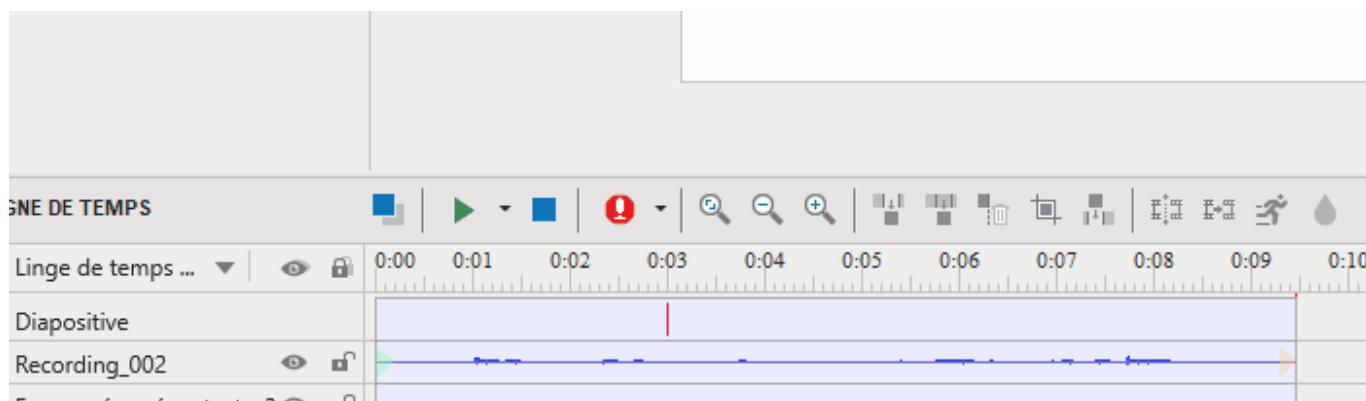 GNE DE TEMPS
Linge de temps ... 0:00 0:01 0:02 0:03 0:04 0:05 0:06 0:07 0:08 0:09 0:10
Diapositive
Recording_002